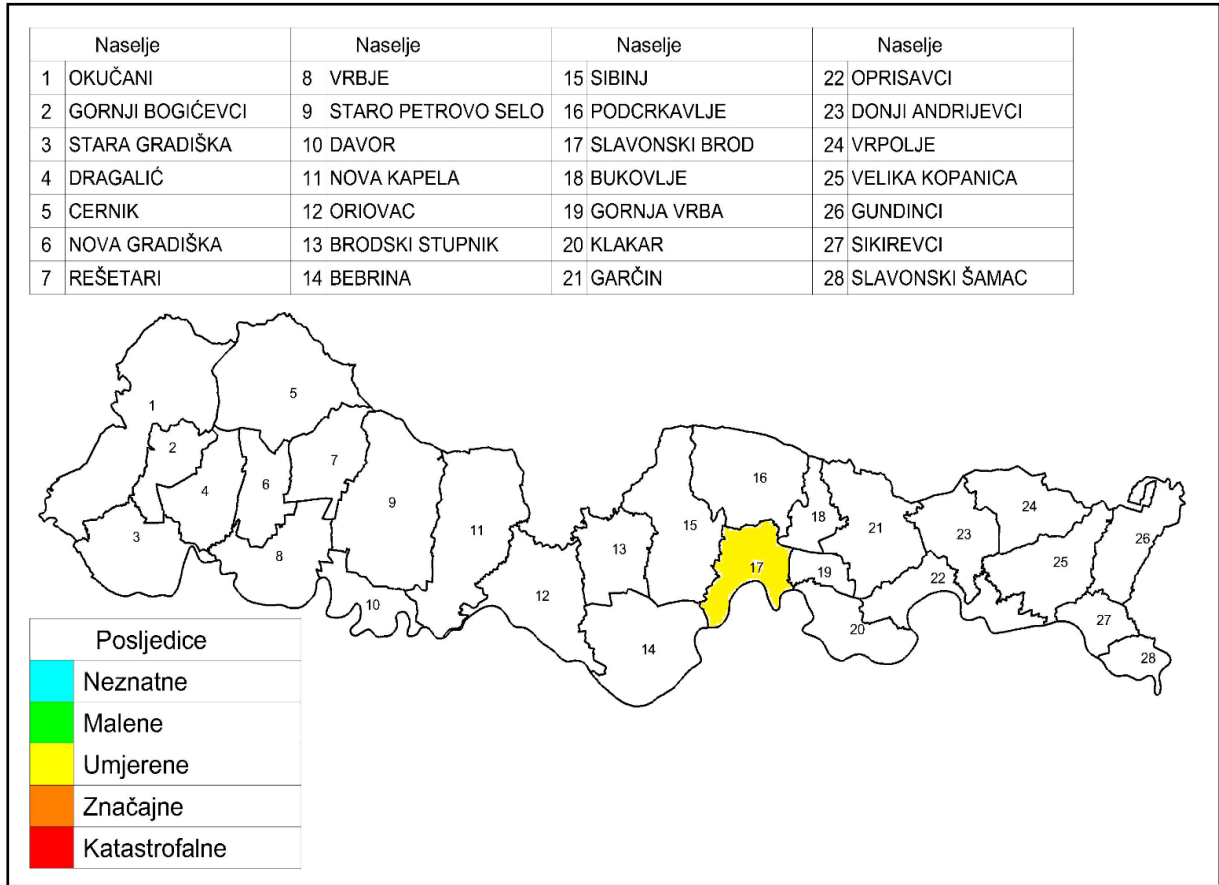 Naselje Naselje Naselje Naselje
1 OKUČANI 8 VRBJE 15 SIBINJ 22 OPRISAVCI
2 GORNJI BOGIĆEVCI 9 STARO PETROVO SELO 16 PODCRKAVLJE 23 DONJI ANDRIJEVCI
3 STARA GRADIŠKA 10 DAVOR 17 SLAVONSKI BROD 24 VRPOLJE
4 DRAGALIĆ 11 NOVA KAPELA 18 BUKOVLJE 25 VELIKA KOPANICA
5 CERNIK 12 ORIOVAC 19 GORNJA VRBA 26 GUNDINCI
6 NOVA GRADIŠKA 13 BRODSKI STUPNIK 20 KLAKAR 27 SIKIREVCI
7 REŠETARI 14 BEBRINA 21 GARČIN 28 SLAVONSKI ŠAMAC
5
1
2
7
16
6
4
9
24
18
11
15
21
23
3
26
13
8
25
17
19
22
12
10
27
20
14
28
Posljedice
Neznatne
Malene
Umjerene
Značajne
Katastrofalne